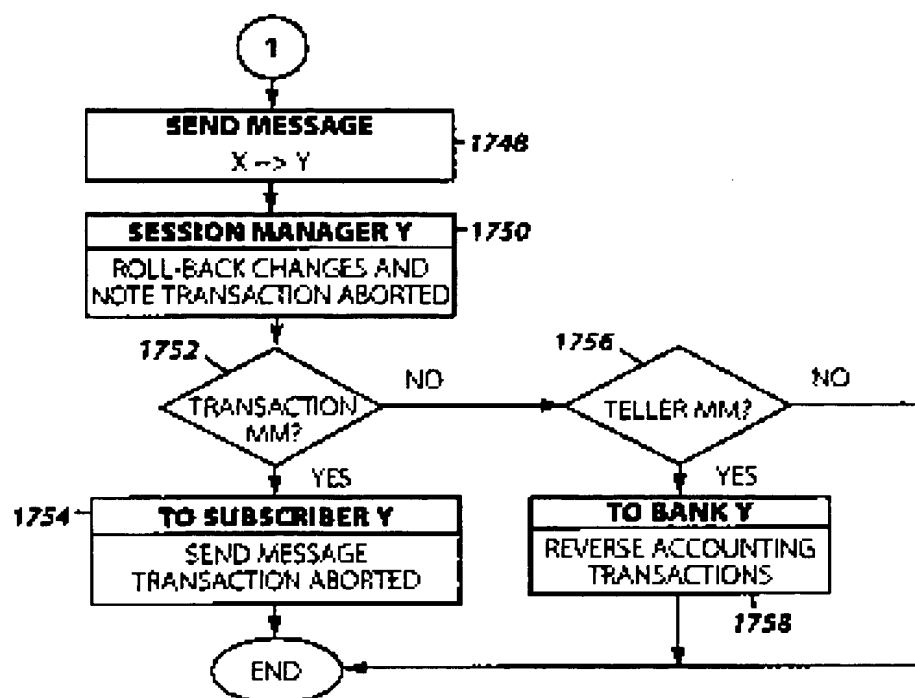 1
SEND MESSAGE
X --> Y
1748
SESSION MANAGER Y
1750
ROLL-BACK CHANGES AND
NOTE TRANSACTION ABORTED
1752
TRANSACTION
MM?
NO
1756
TELLER MM?
NO
YES
YES
1754
TO SUBSCRIBER Y
SEND MESSAGE
TRANSACTION ABORTED
TO BANK Y
REVERSE ACCOUNTING
TRANSACTIONS
1758
END